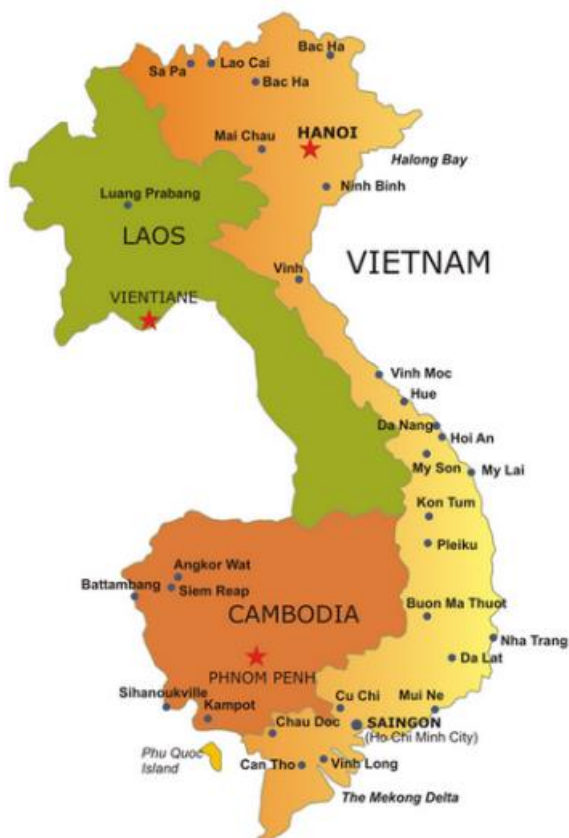 Bac Ha
Sa Pa
Lao Cai
Bac Ha
Mai Chau
HANOI
Halong Bay
Ninh Binh
Luang Prabang
LAOS
VIETNAM
Vinh
VIENTIANE
Vinh Moc
Hue
Da Nang
Hoi An
My Son
My Lai
Kon Tum
Pleiku
Angkor Wat
Battambang
Siem Reap
CAMBODIA
Buon Ma Thuot
Nha Trang
Da Lat
PHNOM PENH
Sihanoukville
Kampot
Cu Chi
Mui Ne
Chau Doc
SAINGON
(Ho Chi Minh City)
Phu Quoc
Island
Can Tho
Vinh Long
The Mekong Delta